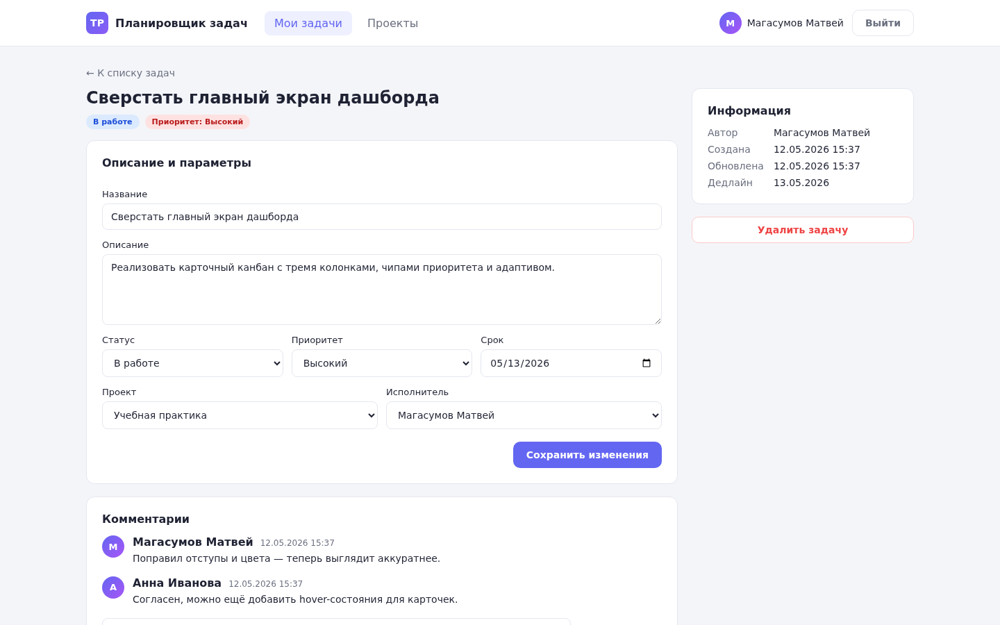 TP Планировщик задач Мои задачи Проекты М Магасумов Матвей Выйти
← К списку задач
Сверстать главный экран дашборда
В работе Приоритет: Высокий
Описание и параметры
Название
Сверстать главный экран дашборда
Описание
Реализовать карточный канбан с тремя колонками, чипами приоритета и адаптивом.
Статус Приоритет Срок
В работе Высокий 05/13/2026
Проект Исполнитель
Учебная практика Магасумов Матвей
Сохранить изменения
Комментарии
М Магасумов Матвей 12.05.2026 15:37
Поправил отступы и цвета — теперь выглядит аккуратнее.
А Анна Иванова 12.05.2026 15:37
Согласен, можно ещё добавить hover-состояния для карточек.
Информация
Автор Магасумов Матвей
Создана 12.05.2026 15:37
Обновлена 12.05.2026 15:37
Дедлайн 13.05.2026
Удалить задачу